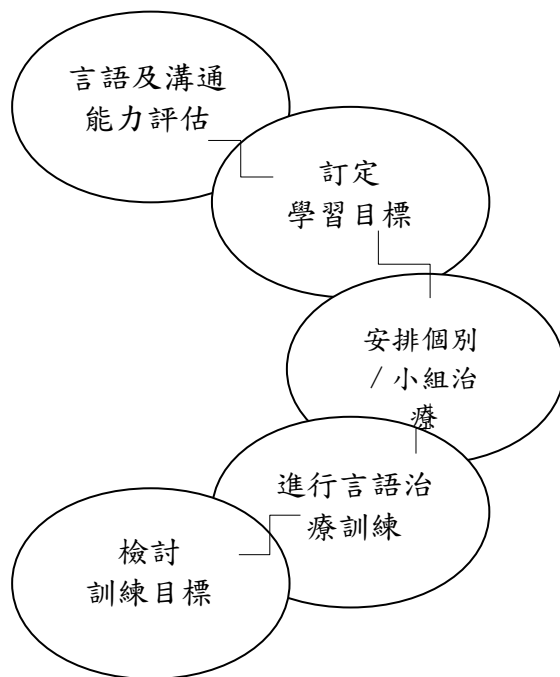 言語及溝通
能力評估
訂定
學習目標
安排個別
/ 小組治
療
進行言語治
療訓練
檢討
訓練目標